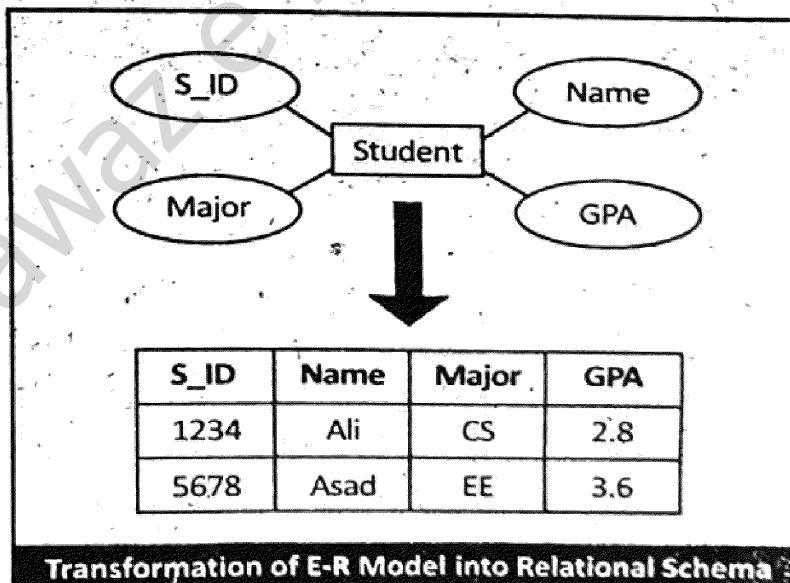 S_ID
Name
Student
Major
GPA
S_ID Name Major GPA
1234 Ali CS 2.8
5678 Asad EE 3.6
Transformation of E-R Model into Relational Schema